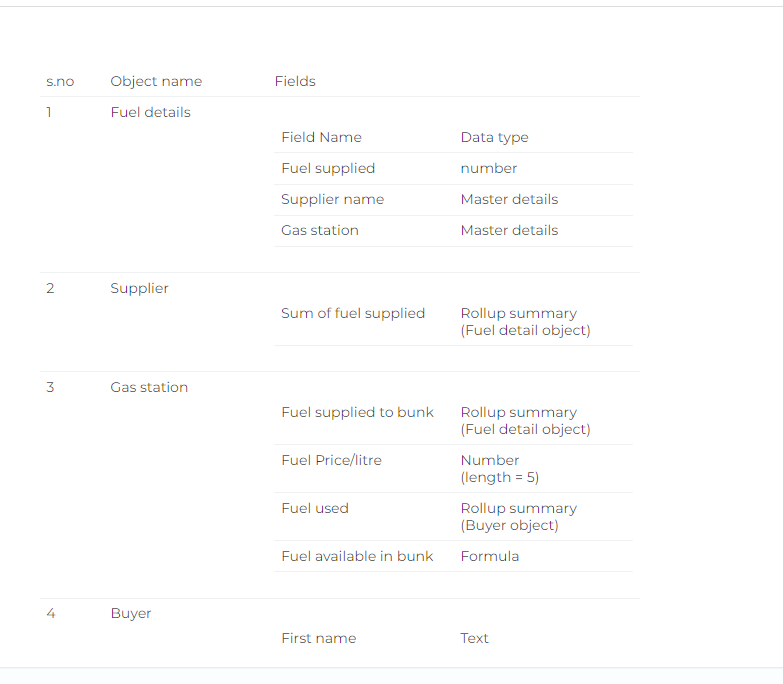 s.no Object name Fields
1 Fuel details
Field Name Data type
Fuel supplied number
Supplier name Master details
Gas station Master details
2 Supplier
Sum of fuel supplied Rollup summary
(Fuel detail object)
3 Gas station
Fuel supplied to bunk Rollup summary
(Fuel detail object)
Fuel Price/litre Number
(length = 5)
Fuel used Rollup summary
(Buyer object)
Fuel available in bunk Formula
4 Buyer
First name Text